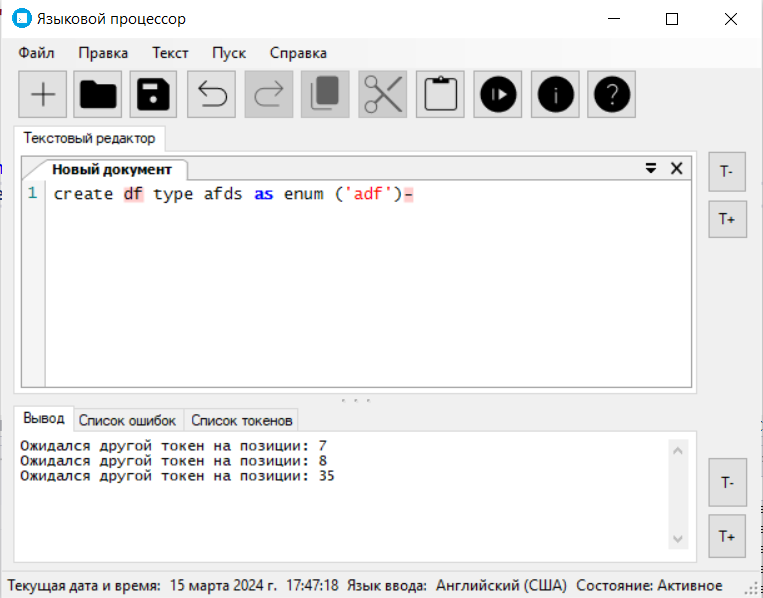 Языковой процессор
Файл Правка Текст Пуск Справка
Текстовый редактор
Новый документ
1 create df type afds as enum ('adf')-
T-
T+
Вывод Список ошибок Список токенов
Ожидался другой токен на позиции: 7
Ожидался другой токен на позиции: 8
Ожидался другой токен на позиции: 35
T-
T+
Текущая дата и время: 15 марта 2024 г. 17:47:18 Язык ввода: Английский (США) Состояние: Активное